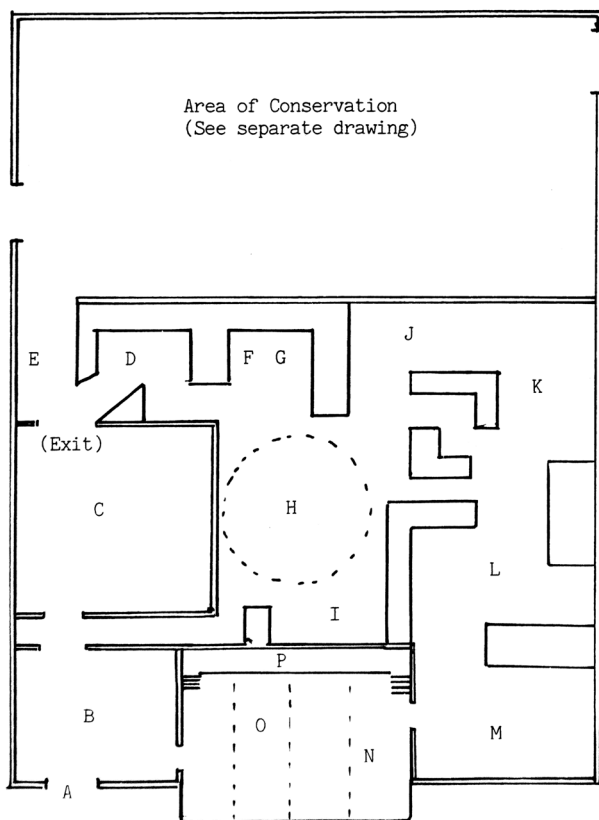 Area of Conservation
(See separate drawing)
J
E
D
F G
K
(Exit)
C
H
L
I
P
B
O
M
N
A